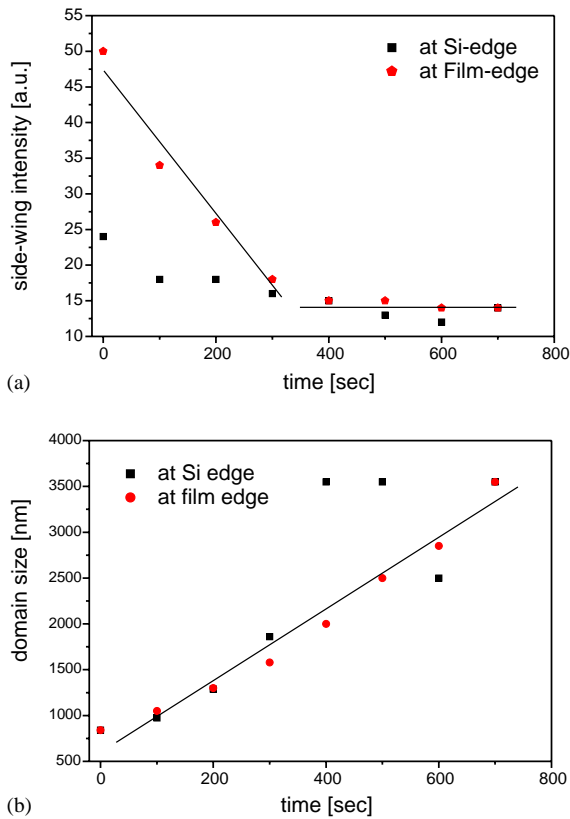 55
50
45
40
35
30
25
20
15
10
side-wing intensity [a.u.]
at Si-edge
at Film-edge
0
200
400
600
800
time [sec]
(a)
4000
3500
3000
2500
2000
1500
1000
500
domain size [nm]
at Si edge
at film edge
0
200
400
600
800
time [sec]
(b)